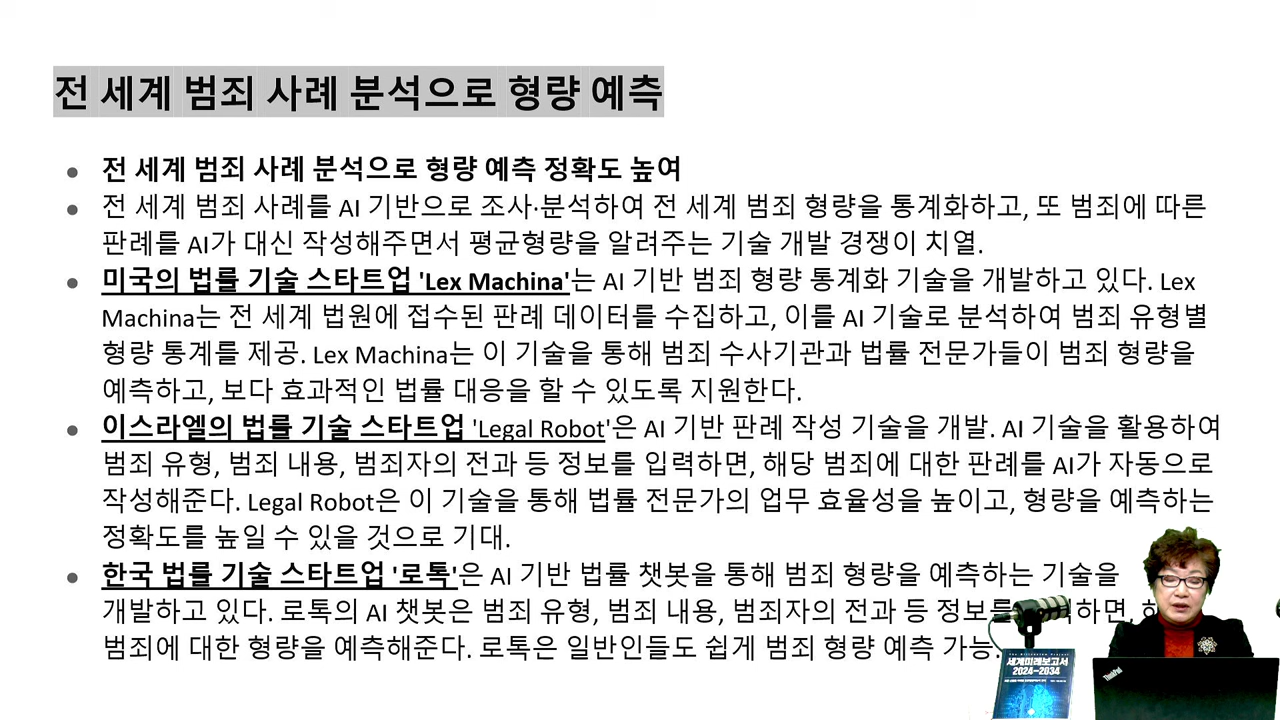 전 세계 범죄 사례 분석으로 형량 예측
● 전 세계 범죄 사례 분석으로 형량 예측 정확도 높여
● 전 세계 범죄 사례를 AI 기반으로 조사·분석하여 전 세계 범죄 형량을 통계화하고, 또 범죄에 따른
판례를 AI가 대신 작성해주면서 평균형량을 알려주는 기술 개발 경쟁이 치열.
● 미국의 법률 기술 스타트업 'Lex Machina'는 AI 기반 범죄 형량 통계화 기술을 개발하고 있다. Lex
Machina는 전 세계 법원에 접수된 판례 데이터를 수집하고, 이를 AI 기술로 분석하여 범죄 유형별
형량 통계를 제공. Lex Machina는 이 기술을 통해 범죄 수사기관과 법률 전문가들이 범죄 형량을
예측하고, 보다 효과적인 법률 대응을 할 수 있도록 지원한다.
● 이스라엘의 법률 기술 스타트업 'Legal Robot'은 AI 기반 판례 작성 기술을 개발. AI 기술을 활용하여
범죄 유형, 범죄 내용, 범죄자의 전과 등 정보를 입력하면, 해당 범죄에 대한 판례를 AI가 자동으로
작성해준다. Legal Robot은 이 기술을 통해 법률 전문가의 업무 효율성을 높이고, 형량을 예측하는
정확도를 높일 수 있을 것으로 기대.
● 한국 법률 기술 스타트업 '로톡'은 AI 기반 법률 챗봇을 통해 범죄 형량을 예측하는 기술을
개발하고 있다. 로톡의 AI 챗봇은 범죄 유형, 범죄 내용, 범죄자의 전과 등 정보를
범죄에 대한 형량을 예측해준다. 로톡은 일반인들도 쉽게 범죄 형량 예측 가능.
세계미래보고서
2024-2034
ThinkPad